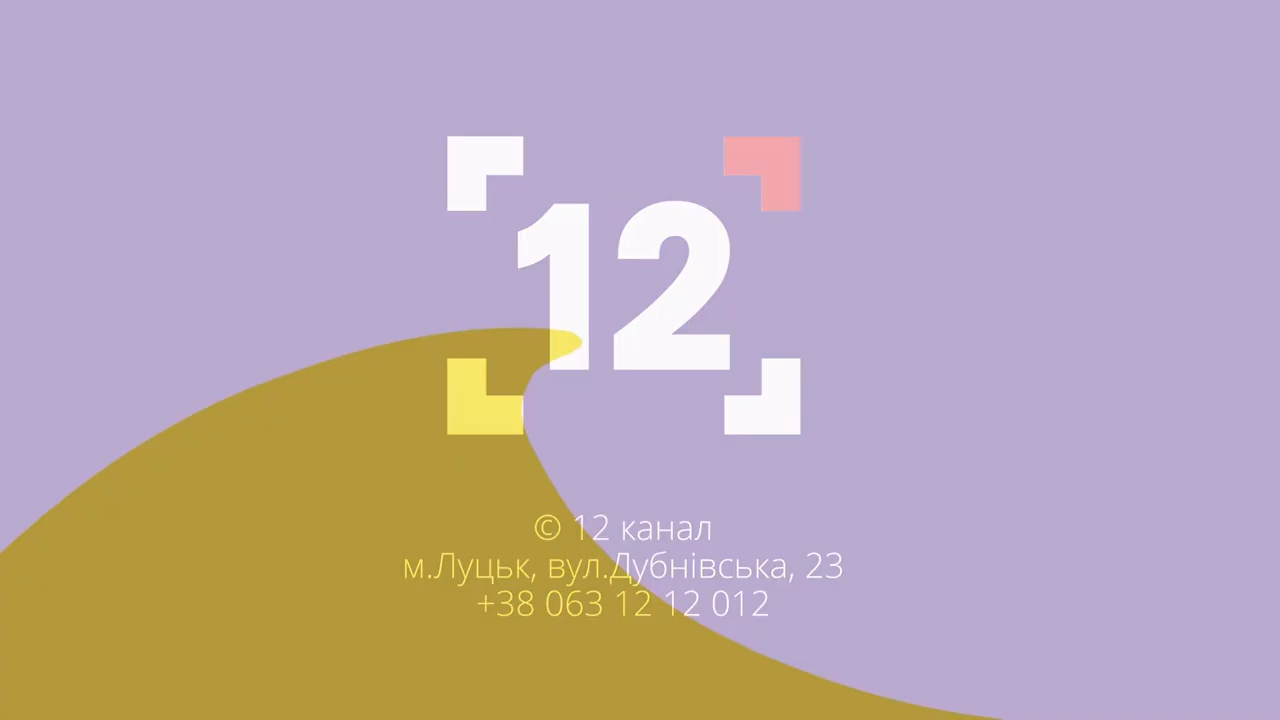 12
© 12 канал
м.Луцьк, вул.Дубнівська, 23
+38 063 12 12 012